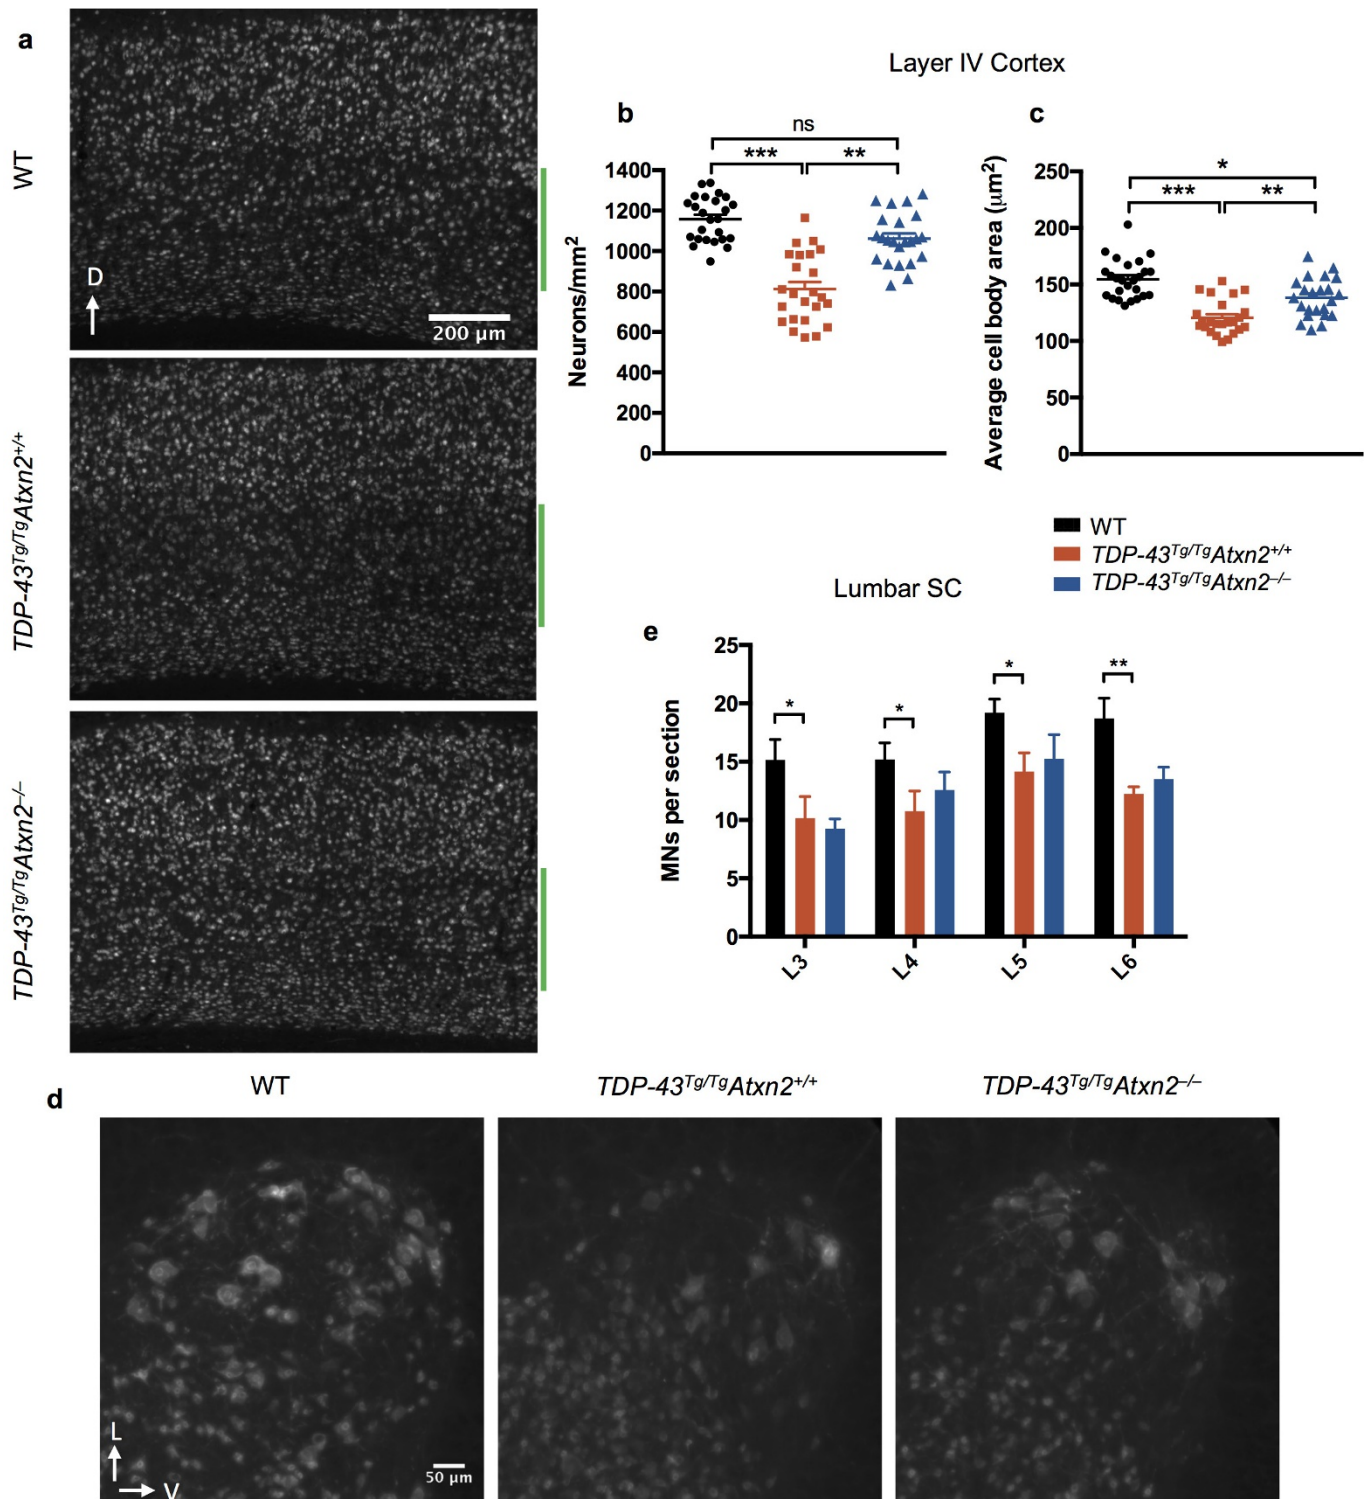 a
WT
D
200 μm
TDP-43Tg/TgAtxn2+/+
TDP-43Tg/TgAtxn2–/–
Layer IV Cortex
b
ns
***
**
1400
1200
1000
800
600
400
200
0
Neurons/mm2
c
*
***
**
250
200
150
100
50
0
Average cell body area (μm2)
WT
TDP-43Tg/TgAtxn2+/+
TDP-43Tg/TgAtxn2–/–
Lumbar SC
e
25
20
15
10
5
0
MNs per section
*
*
*
**
L3
L4
L5
L6
d
WT
TDP-43Tg/TgAtxn2+/+
TDP-43Tg/TgAtxn2–/–
L
V
50 μm